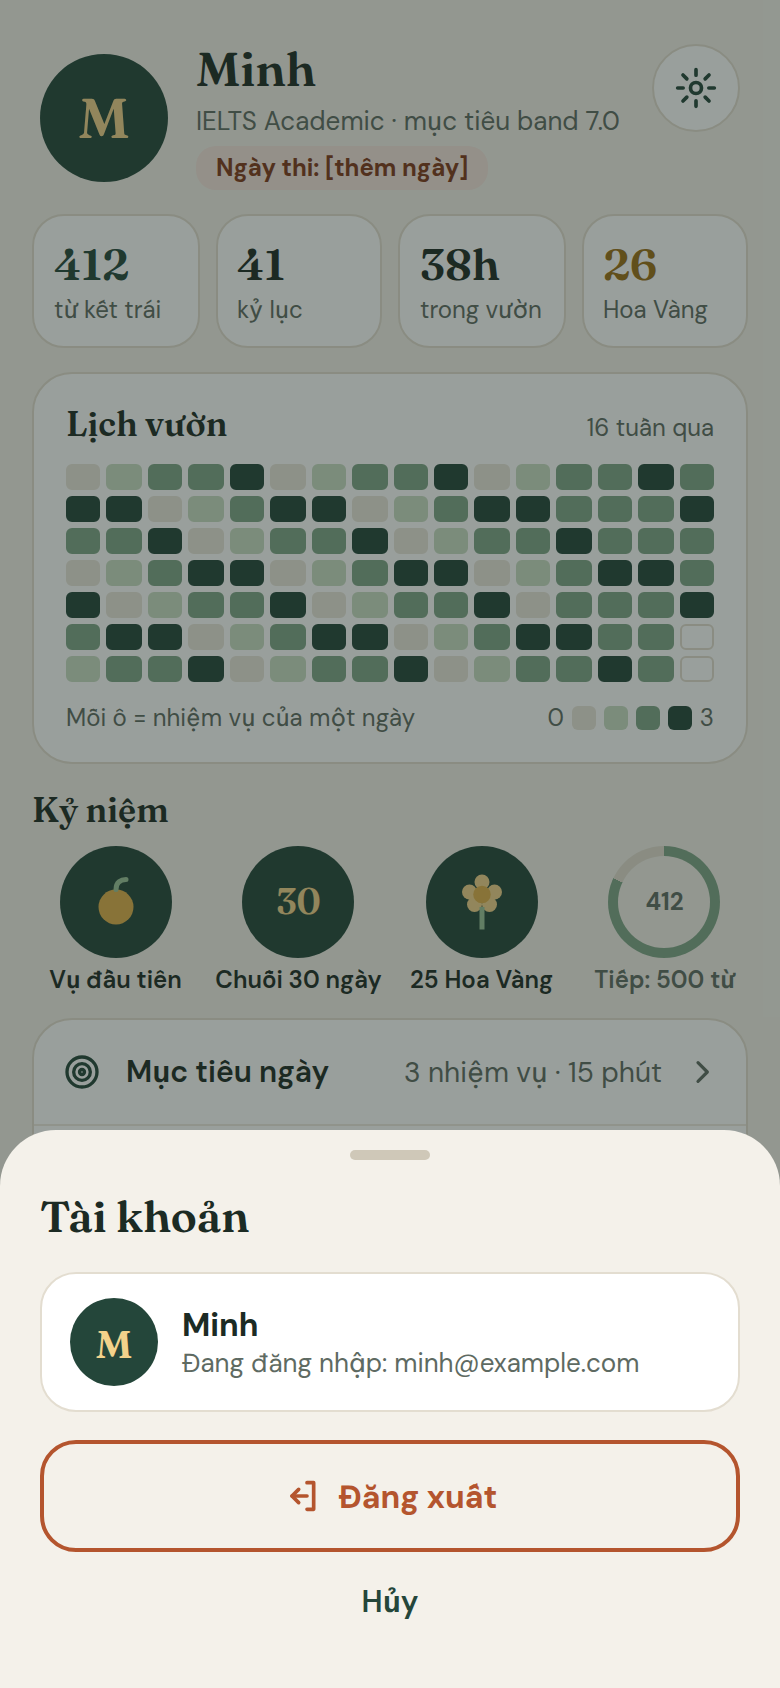 M
Minh
IELTS Academic · mục tiêu band 7.0
Ngày thi: [thêm ngày]
412
từ kết trái
41
kỷ lục
38h
trong vườn
26
Hoa Vàng
Lịch vườn
16 tuần qua
Mỗi ô = nhiệm vụ của một ngày
0 3
Kỷ niệm
30
412
Vụ đầu tiên
Chuỗi 30 ngày
25 Hoa Vàng
Tiếp: 500 từ
Mục tiêu ngày
3 nhiệm vụ · 15 phút
Tài khoản
M
Minh
Đang đăng nhập: minh@example.com
Đăng xuất
Hủy